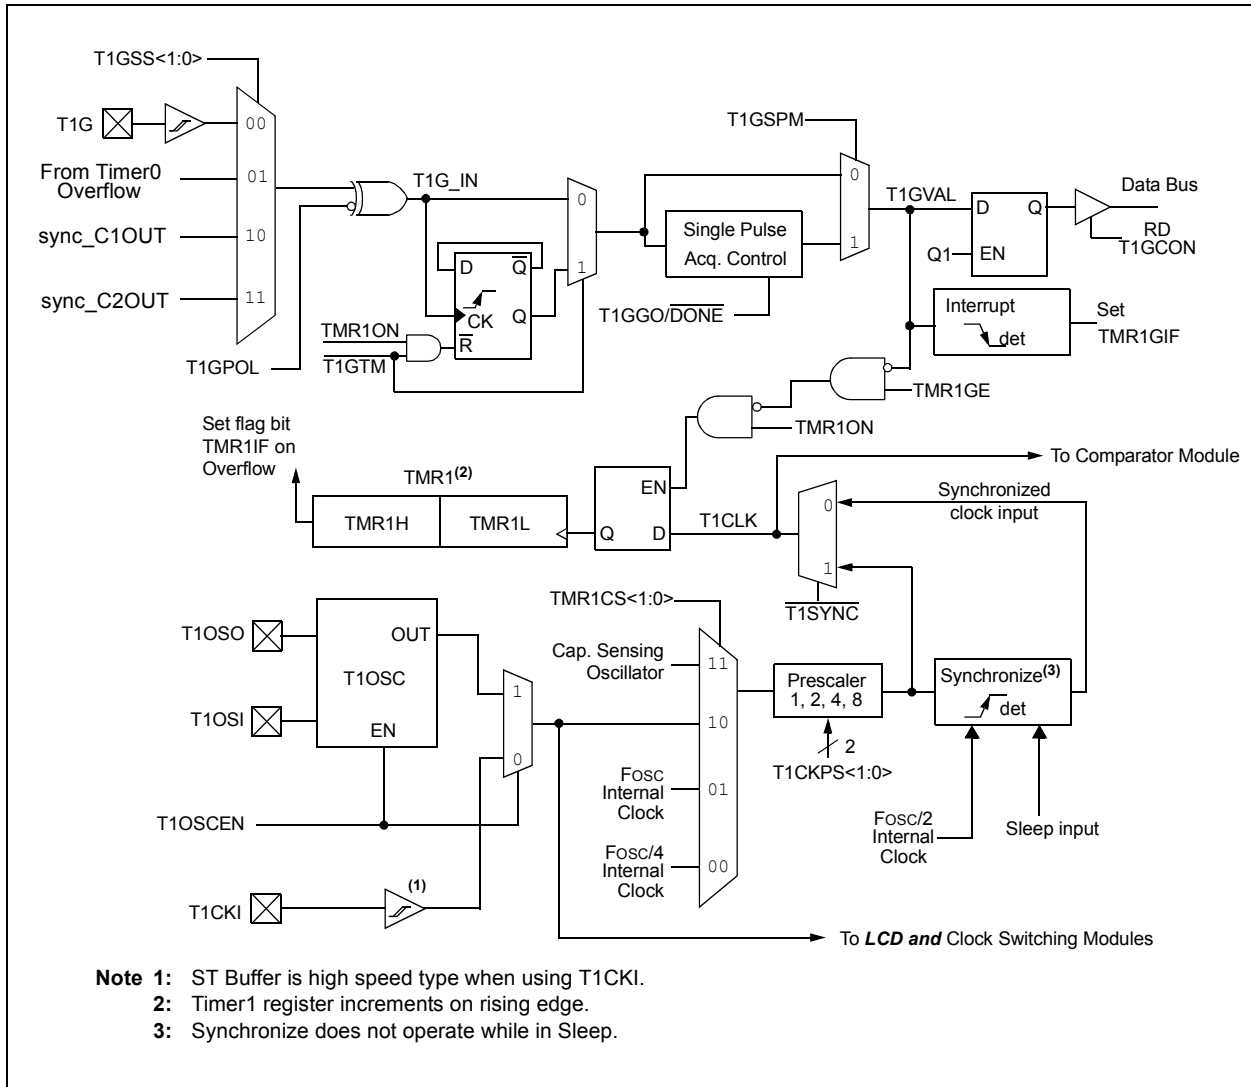 T1GSS<1:0>
T1G
00
From Timer0
Overflow
01
sync_C1OUT
10
sync_C2OUT
11
T1GPOL
T1G_IN
0
1
D
Q
CK
Q
R
TMR1ON
T1GTM
T1GSPM
0
1
Single Pulse
Acq. Control
T1GGO/DONE
T1GVAL
D
Q
Q1
EN
Data Bus
RD
T1GCON
Interrupt
det
Set
TMR1GIF
TMR1GE
TMR1ON
Set flag bit
TMR1IF on
Overflow
TMR1(2)
TMR1H
TMR1L
EN
Q
D
T1CLK
To Comparator Module
0
1
Synchronized
clock input
T1SYNC
T1OSO
T1OSI
OUT
T1OSC
EN
1
0
T1OSCEN
T1CKI
(1)
TMR1CS<1:0>
Cap. Sensing
Oscillator
11
10
FOSC
Internal
Clock
01
FOSC/4
Internal
Clock
00
Prescaler
1, 2, 4, 8
2
T1CKPS<1:0>
Synchronize(3)
det
FOSC/2
Internal
Clock
Sleep input
To LCD and Clock Switching Modules
Note 1: ST Buffer is high speed type when using T1CKI.
2: Timer1 register increments on rising edge.
3: Synchronize does not operate while in Sleep.